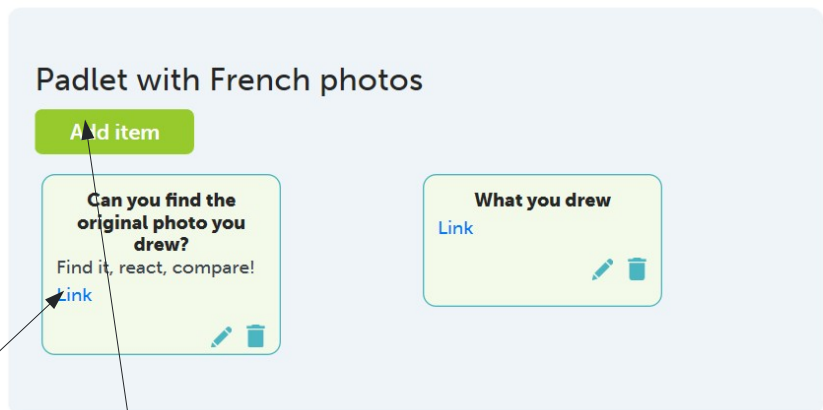 Padlet with French photos
Add item
Can you find the
original photo you
drew?
Find it, react, compare!
Link
What you drew
Link